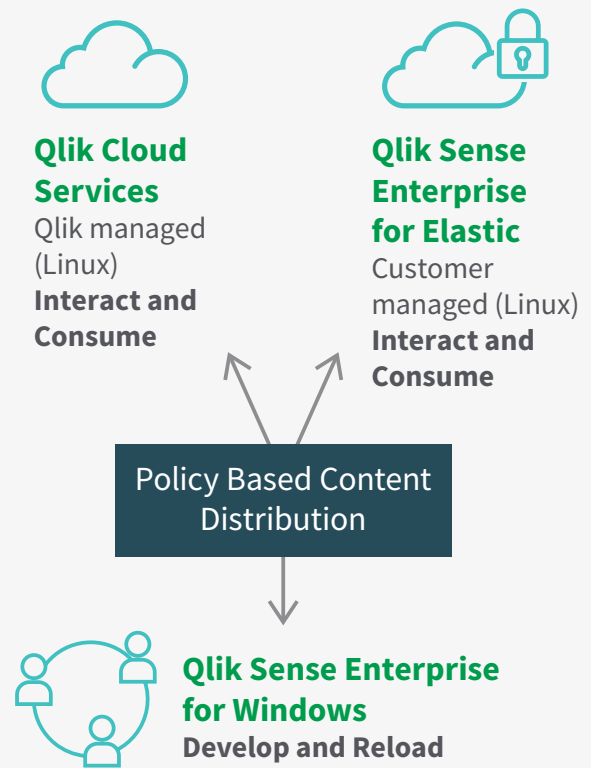 Qlik Cloud
Services
Qlik managed
(Linux)
Interact and
Consume
Qlik Sense
Enterprise
for Elastic
Customer
managed (Linux)
Interact and
Consume
Policy Based Content
Distribution
Qlik Sense Enterprise
for Windows
Develop and Reload